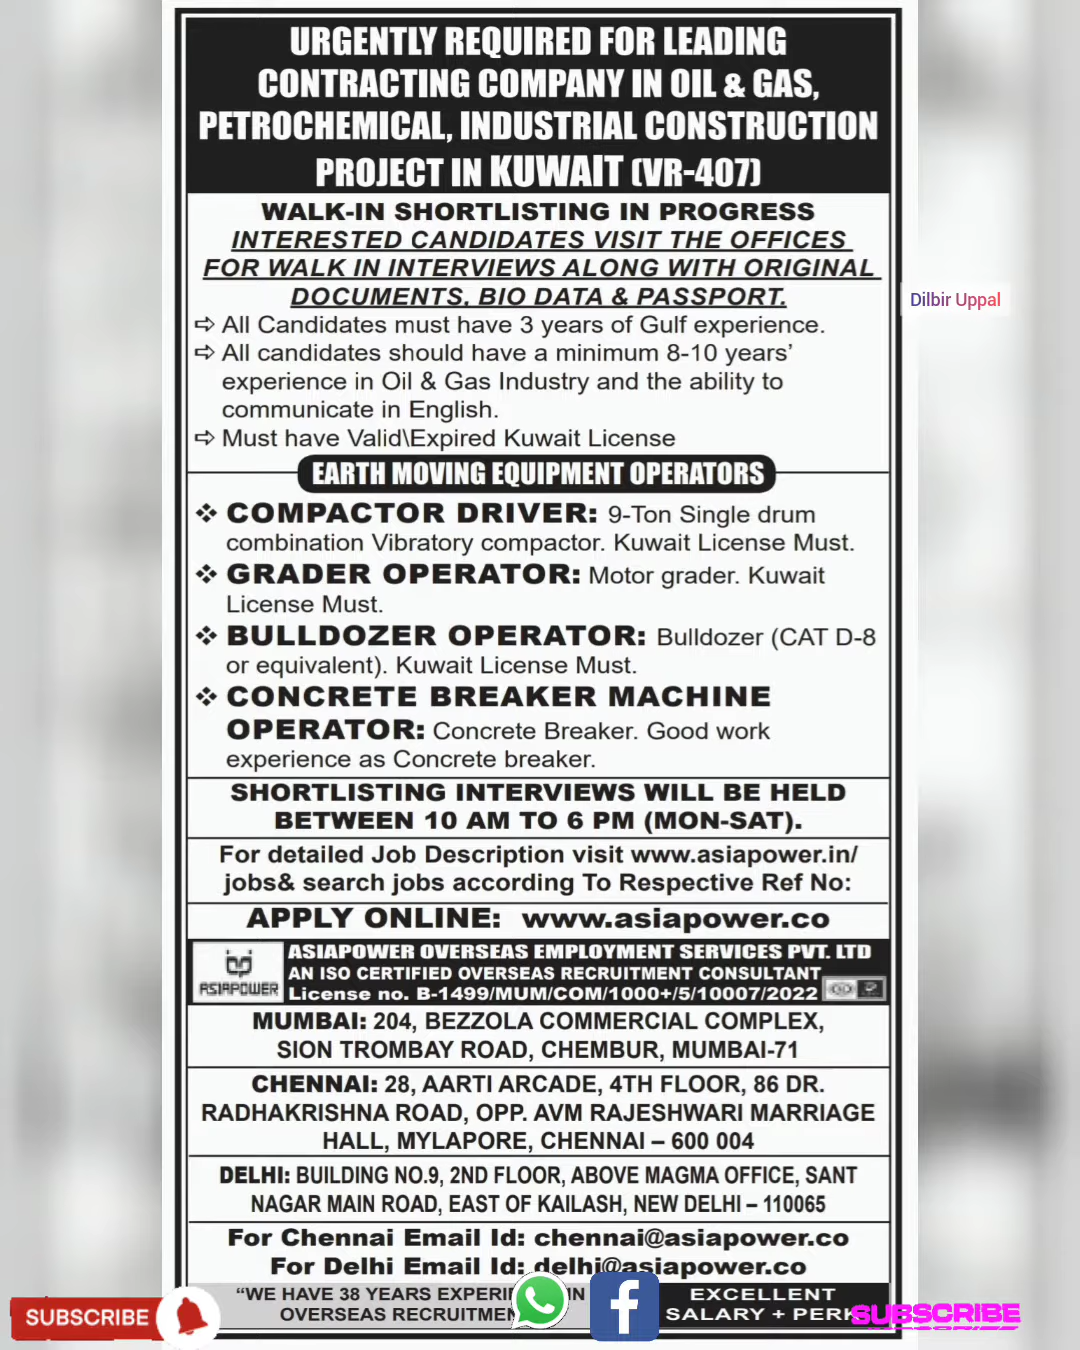 URGENTLY REQUIRED FOR LEADING
CONTRACTING COMPANY IN OIL & GAS,
PETROCHEMICAL, INDUSTRIAL CONSTRUCTION
PROJECT IN KUWAIT (VR-407)
WALK-IN SHORTLISTING IN PROGRESS
INTERESTED CANDIDATES VISIT THE OFFICES
FOR WALK IN INTERVIEWS ALONG WITH ORIGINAL
DOCUMENTS, BIO DATA & PASSPORT.
Dilbir Uppal
⇨ All Candidates must have 3 years of Gulf experience.
⇨ All candidates should have a minimum 8-10 years’
experience in Oil & Gas Industry and the ability to
communicate in English.
⇨ Must have Valid\Expired Kuwait License
EARTH MOVING EQUIPMENT OPERATORS
❖ COMPACTOR DRIVER: 9-Ton Single drum
combination Vibratory compactor. Kuwait License Must.
❖ GRADER OPERATOR: Motor grader. Kuwait
License Must.
❖ BULLDOZER OPERATOR: Bulldozer (CAT D-8
or equivalent). Kuwait License Must.
❖ CONCRETE BREAKER MACHINE
OPERATOR: Concrete Breaker. Good work
experience as Concrete breaker.
SHORTLISTING INTERVIEWS WILL BE HELD
BETWEEN 10 AM TO 6 PM (MON-SAT).
For detailed Job Description visit www.asiapower.in/
jobs& search jobs according To Respective Ref No:
APPLY ONLINE: www.asiapower.co
ASIAPOWER
ASIAPOWER OVERSEAS EMPLOYMENT SERVICES PVT. LTD
AN ISO CERTIFIED OVERSEAS RECRUITMENT CONSULTANT
License no. B-1499/MUM/COM/1000+/5/10007/2022
MUMBAI: 204, BEZZOLA COMMERCIAL COMPLEX,
SION TROMBAY ROAD, CHEMBUR, MUMBAI-71
CHENNAI: 28, AARTI ARCADE, 4TH FLOOR, 86 DR.
RADHAKRISHNA ROAD, OPP. AVM RAJESHWARI MARRIAGE
HALL, MYLAPORE, CHENNAI – 600 004
DELHI: BUILDING NO.9, 2ND FLOOR, ABOVE MAGMA OFFICE, SANT
NAGAR MAIN ROAD, EAST OF KAILASH, NEW DELHI – 110065
For Chennai Email Id: chennai@asiapower.co
For Delhi Email Id: delhi@asiapower.co
“WE HAVE 38 YEARS IN
OVERSEAS
EXCELLENT
SALARY +
SUBSCRIBE
SUBSCRIBE